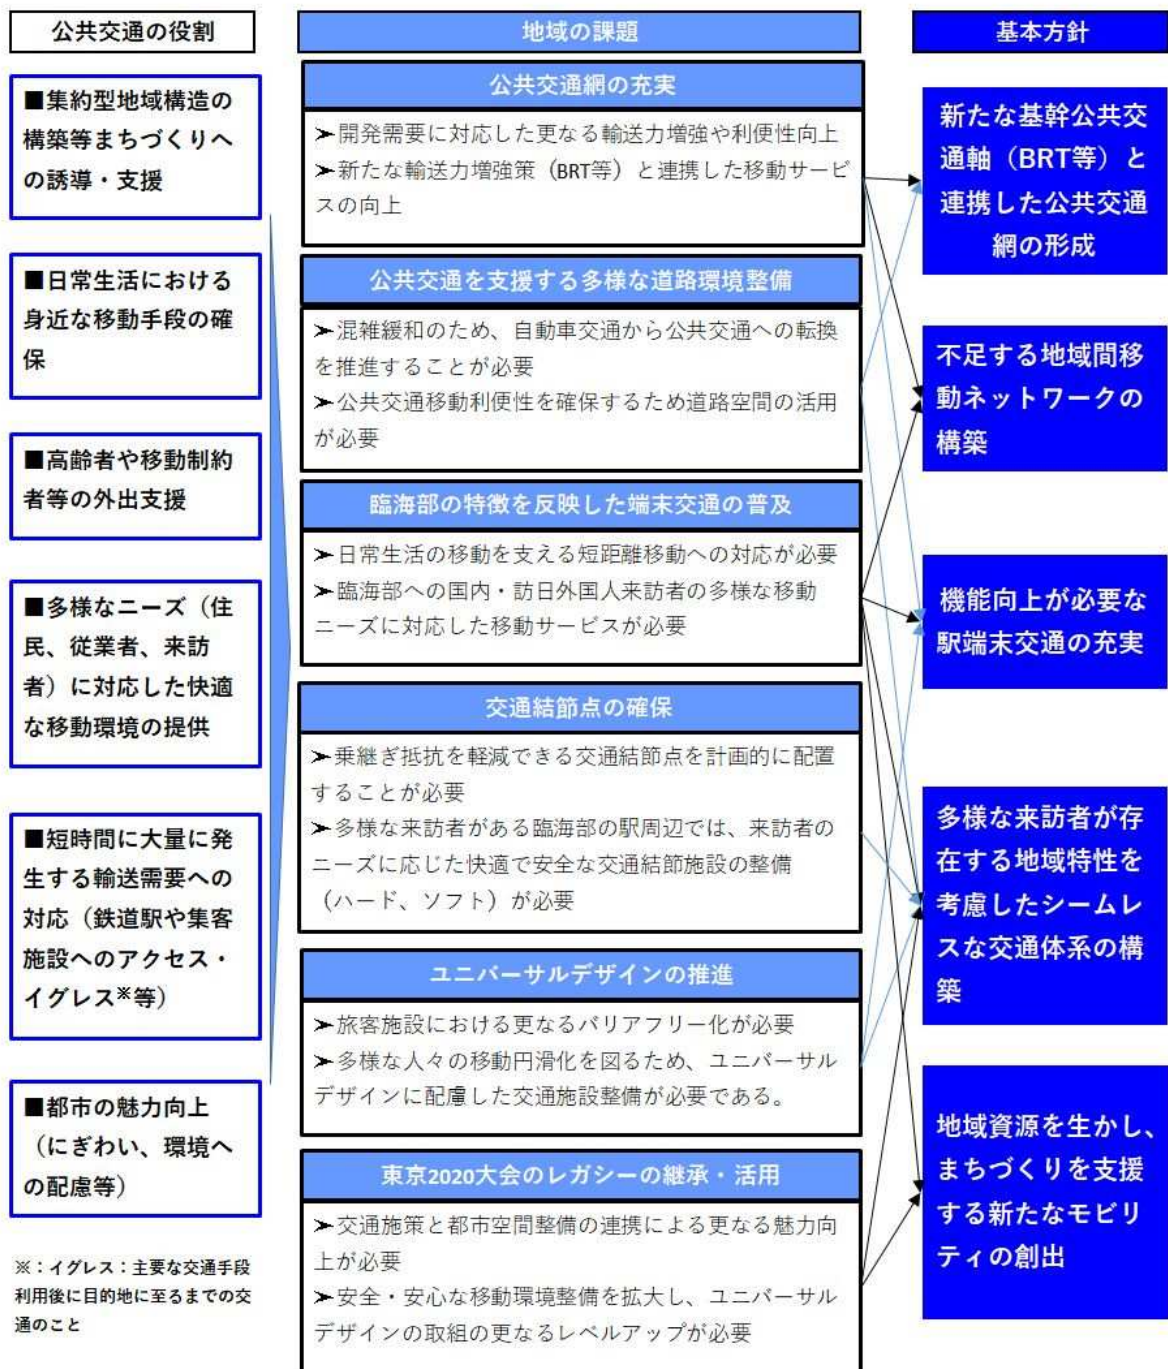 公共交通の役割
■集約型地域構造の
構築等まちづくりへ
の誘導・支援
■日常生活における
身近な移動手段の確
保
■高齢者や移動制約
者等の外出支援
■多様なニーズ（住
民、従業者、来訪
者）に対応した快適
な移動環境の提供
■短時間に大量に発
生する輸送需要への
対応（鉄道駅や集客
施設へのアクセス・
イグレス※等）
■都市の魅力向上
（にぎわい、環境へ
の配慮等）
※：イグレス：主要な交通手段
利用後に目的地に至るまでの交
通のこと
地域の課題
公共交通網の充実
➤開発需要に対応した更なる輸送力増強や利便性向上
➤新たな輸送力増強策（BRT等）と連携した移動サービ
スの向上
公共交通を支援する多様な道路環境整備
➤混雑緩和のため、自動車交通から公共交通への転換
を推進することが必要
➤公共交通移動利便性を確保するため道路空間の活用
が必要
臨海部の特徴を反映した端末交通の普及
➤日常生活の移動を支える短距離移動への対応が必要
➤臨海部への国内・訪日外国人来訪者の多様な移動
ニーズに対応した移動サービスが必要
交通結節点の確保
➤乗継ぎ抵抗を軽減できる交通結節点を計画的に配置
することが必要
➤多様な来訪者がある臨海部の駅周辺では、来訪者の
ニーズに応じた快適で安全な交通結節施設の整備
（ハード、ソフト）が必要
ユニバーサルデザインの推進
➤旅客施設における更なるバリアフリー化が必要
➤多様な人々の移動円滑化を図るため、ユニバーサル
デザインに配慮した交通施設整備が必要である。
東京2020大会のレガシーの継承・活用
➤交通施策と都市空間整備の連携による更なる魅力向
上が必要
➤安全・安心な移動環境整備を拡大し、ユニバーサル
デザインの取組の更なるレベルアップが必要
基本方針
新たな基幹公共交
通軸（BRT等）と
連携した公共交通
網の形成
不足する地域間移
動ネットワークの
構築
機能向上が必要な
駅端末交通の充実
多様な来訪者が存
在する地域特性を
考慮したシームレ
スな交通体系の構
築
地域資源を生かし、
まちづくりを支援
する新たなモビリ
ティの創出